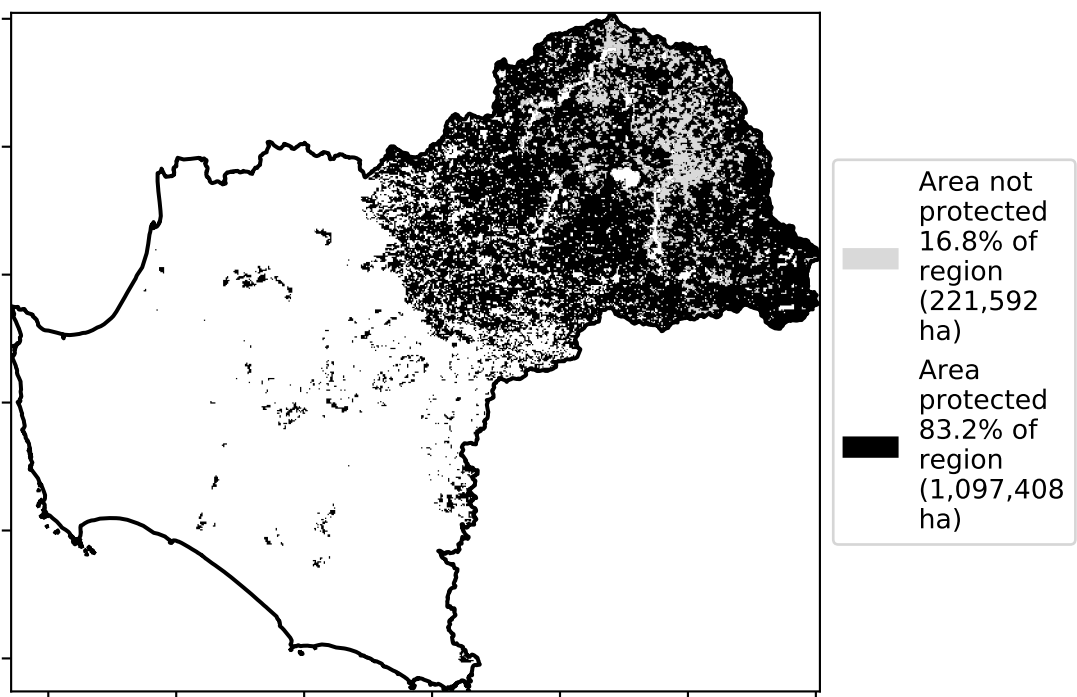 Area not
protected
16.8% of
region
(221,592
ha)
Area
protected
83.2% of
region
(1,097,408
ha)